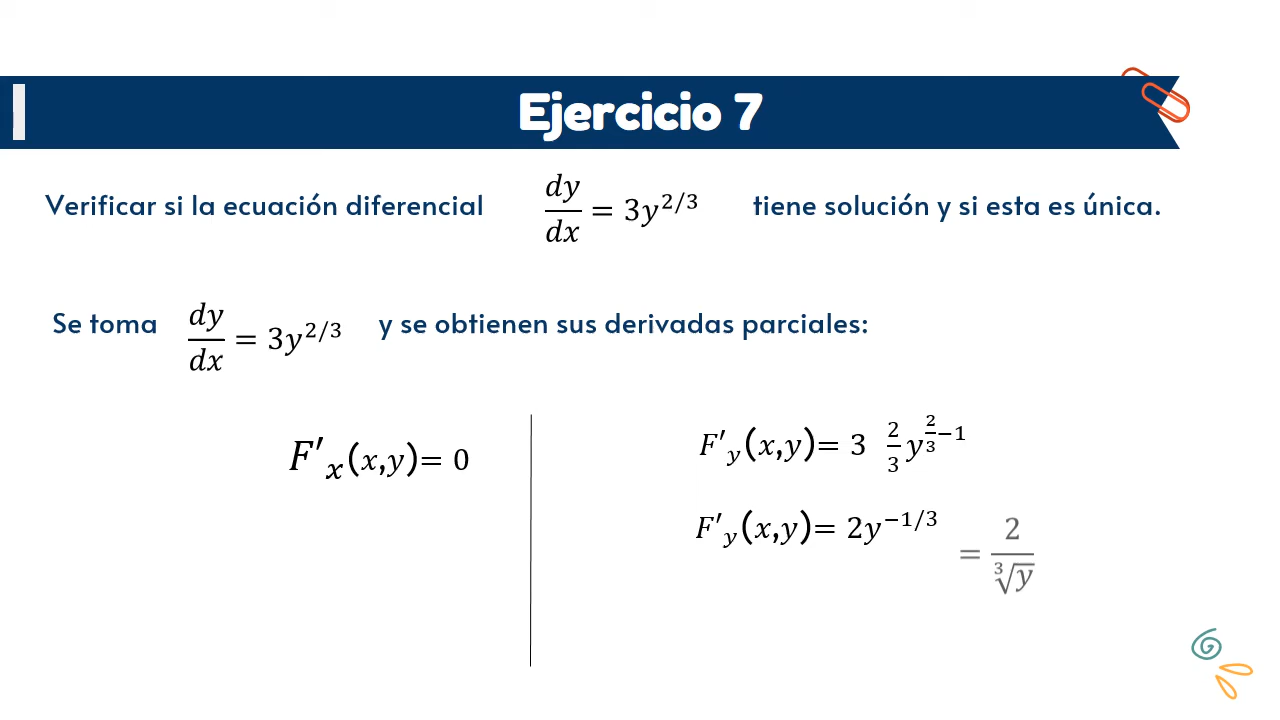 Ejercicio 7
Verificar si la ecuación diferencial dy/dx = 3y^{2/3} tiene solución y si esta es única.
Se toma dy/dx = 3y^{2/3} y se obtienen sus derivadas parciales:
F′_x(x,y)= 0
F′_y(x,y)= 3 2/3 y^{2/3−1}
F′_y(x,y)= 2y^{−1/3} = 2/∛y